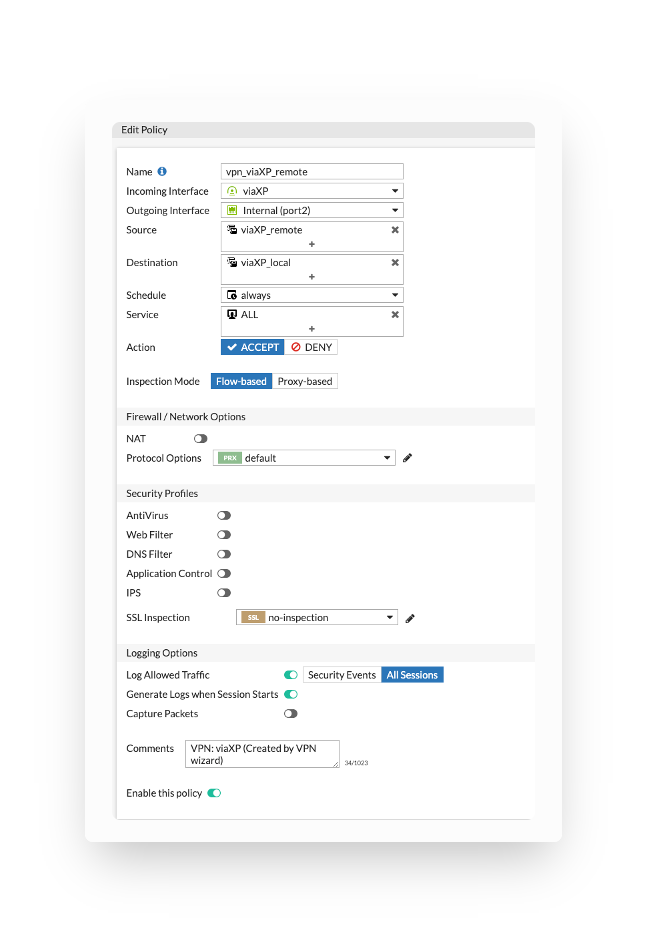 Edit Policy
Name
vpn_viaXP_remote
Incoming Interface
viaXP
Outgoing Interface
Internal (port2)
Source
viaXP_remote
+
Destination
viaXP_local
+
Schedule
always
Service
ALL
+
Action
ACCEPT
DENY
Inspection Mode
Flow-based
Proxy-based
Firewall / Network Options
NAT
Protocol Options
PRX
default
Security Profiles
AntiVirus
Web Filter
DNS Filter
Application Control
IPS
SSL Inspection
SSL
no-inspection
Logging Options
Log Allowed Traffic
Security Events
All Sessions
Generate Logs when Session Starts
Capture Packets
Comments
VPN: viaXP (Created by VPN
wizard)
34/1023
Enable this policy